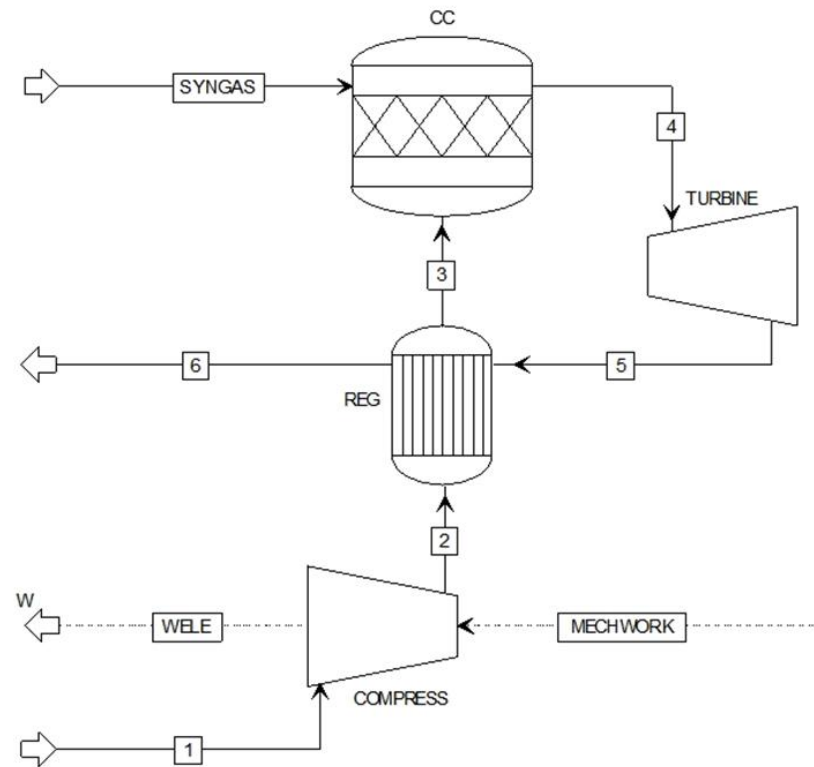 CC
SYNGAS
4
TURBINE
3
6
5
REG
2
W
WELE
MECHWORK
COMPRESS
1